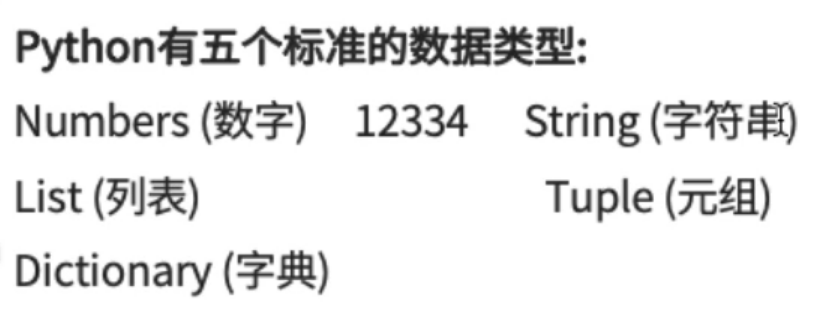 Python有五个标准的数据类型:
Numbers (数字) 12334 String (字符串)
List (列表) Tuple (元组)
Dictionary (字典)